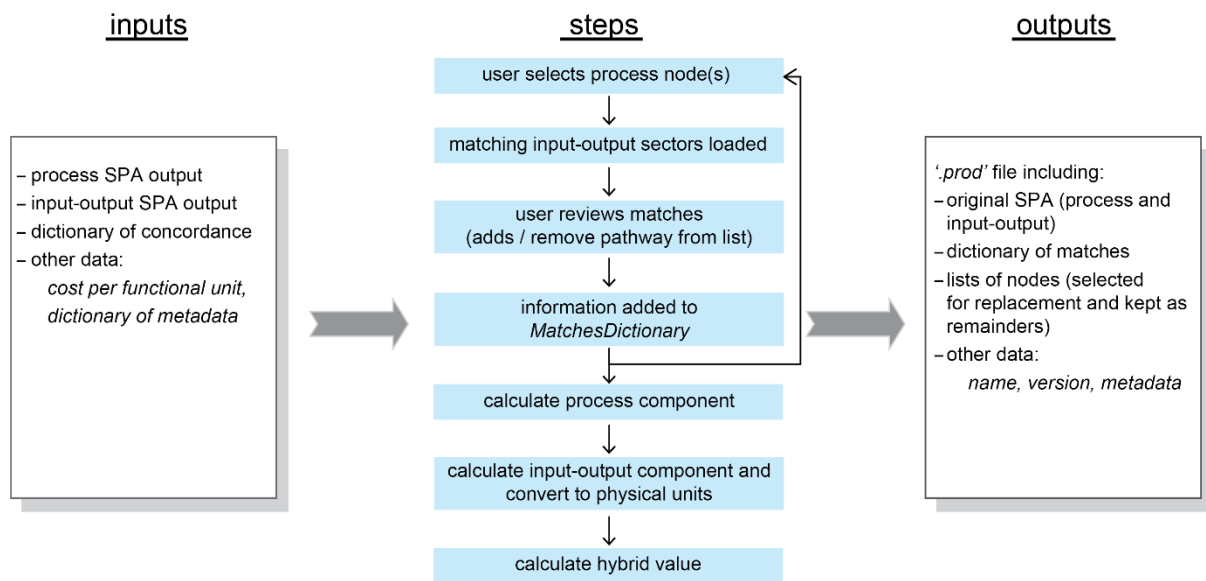 inputs
– process SPA output
– input-output SPA output
– dictionary of concordance
– other data:
cost per functional unit,
dictionary of metadata
steps
user selects process node(s)
matching input-output sectors loaded
user reviews matches
(adds / remove pathway from list)
information added to
MatchesDictionary
calculate process component
calculate input-output component and
convert to physical units
calculate hybrid value
outputs
‘.prod’ file including:
– original SPA (process and
input-output)
– dictionary of matches
– lists of nodes (selected
for replacement and kept as
remainders)
– other data:
name, version, metadata